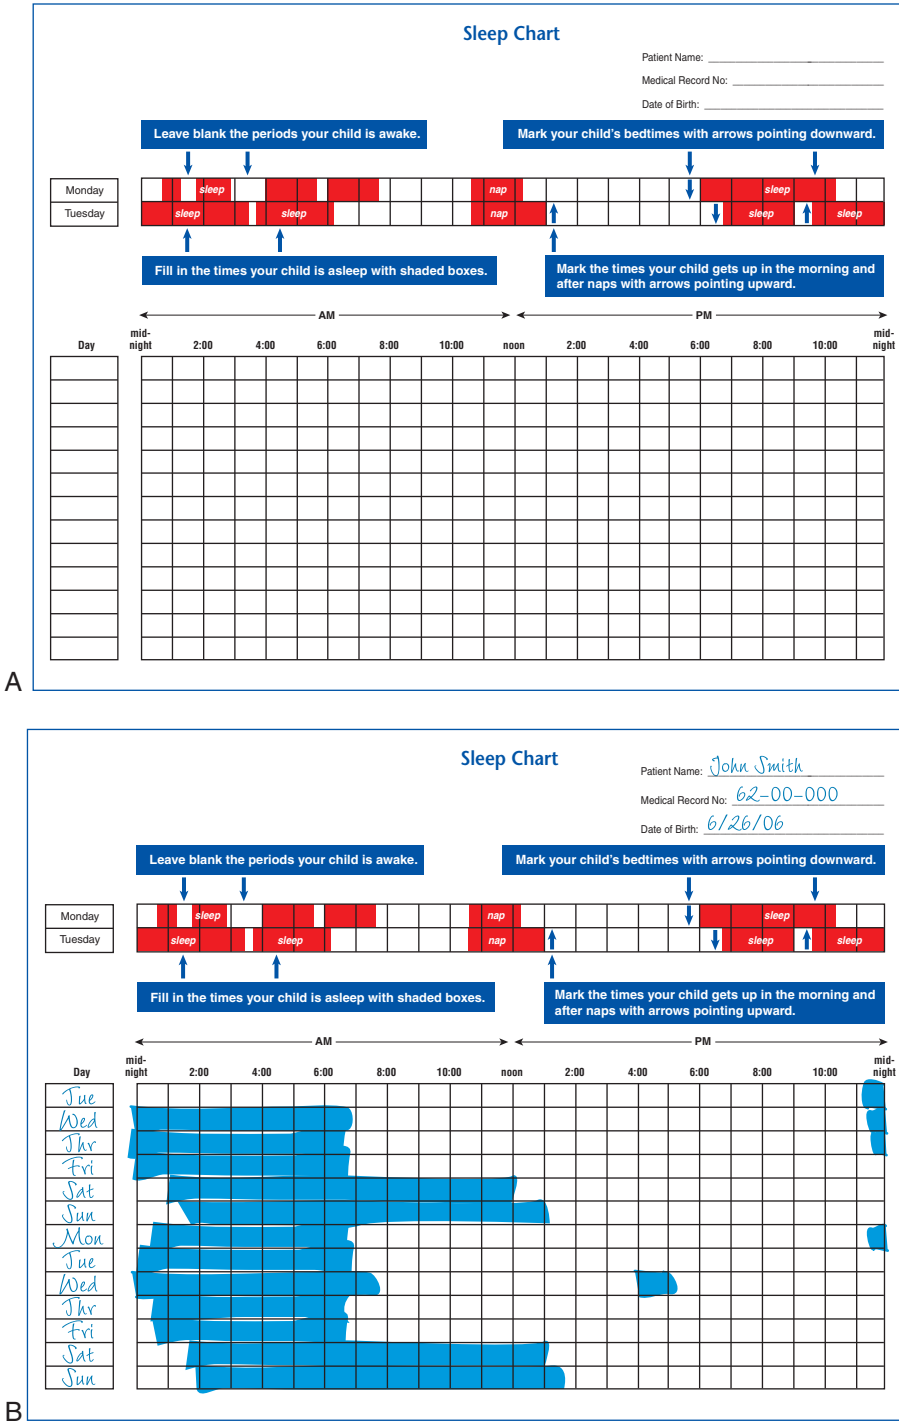 Sleep Chart
Patient Name:
Medical Record No:
Date of Birth:
Leave blank the periods your child is awake.
Mark your child's bedtimes with arrows pointing downward.
Monday
sleep
nap
sleep
Tuesday
sleep
sleep
nap
sleep
sleep
Fill in the times your child is asleep with shaded boxes.
Mark the times your child gets up in the morning and
after naps with arrows pointing upward.
AM
PM
Day
mid-
night
2:00
4:00
6:00
8:00
10:00
noon
2:00
4:00
6:00
8:00
10:00
mid-
night
A
Sleep Chart
Patient Name: John Smith
Medical Record No: 62-00-000
Date of Birth: 6/26/06
Leave blank the periods your child is awake.
Mark your child's bedtimes with arrows pointing downward.
Monday
sleep
nap
sleep
Tuesday
sleep
sleep
nap
sleep
sleep
Fill in the times your child is asleep with shaded boxes.
Mark the times your child gets up in the morning and
after naps with arrows pointing upward.
AM
PM
Day
mid-
night
2:00
4:00
6:00
8:00
10:00
noon
2:00
4:00
6:00
8:00
10:00
mid-
night
Tue
Wed
Thr
Fri
Sat
Sun
Mon
Tue
Wed
Thr
Fri
Sat
Sun
B